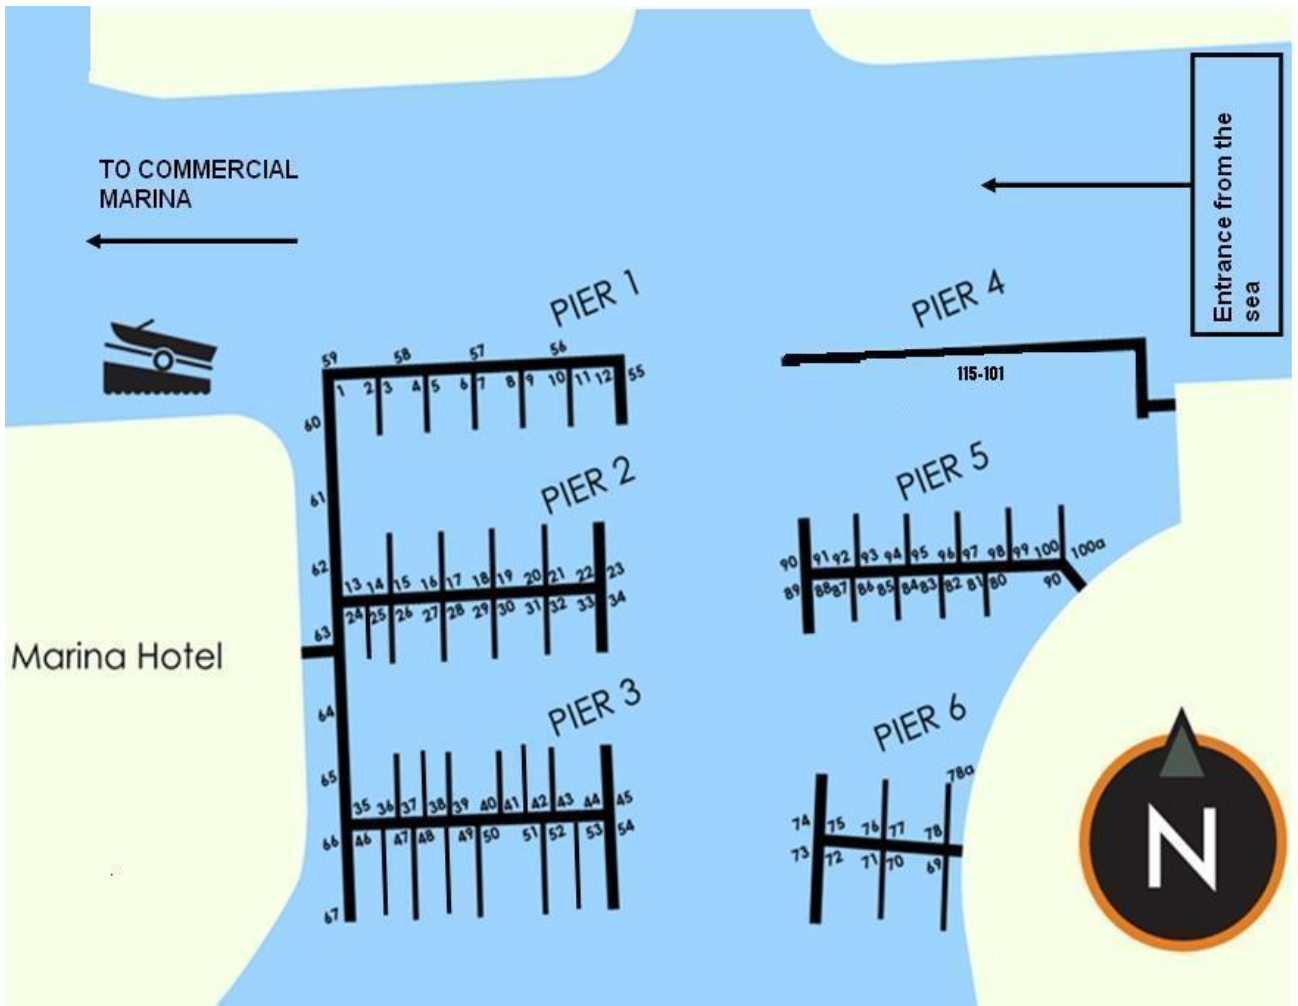 TO COMMERCIAL
MARINA
Entrance from the
sea
PIER 1
59 58 57 56
1 2 3 4 5 6 7 8 9 10 11 12 55
60
61
62
PIER 4
115-101
PIER 2
13 14 15 16 17 18 19 20 21 22 23
24 25 26 27 28 29 30 31 32 33 34
63
Marina Hotel
64
65
PIER 5
90 91 92 93 94 95 96 97 98 99 100 100a
89 88 87 86 85 84 83 82 81 80 90
PIER 3
35 36 37 38 39 40 41 42 43 44 45
66 46 47 48 49 50 51 52 53 54
67
PIER 6
78a
74 75 76 77 78
73 72 71 70 69
N